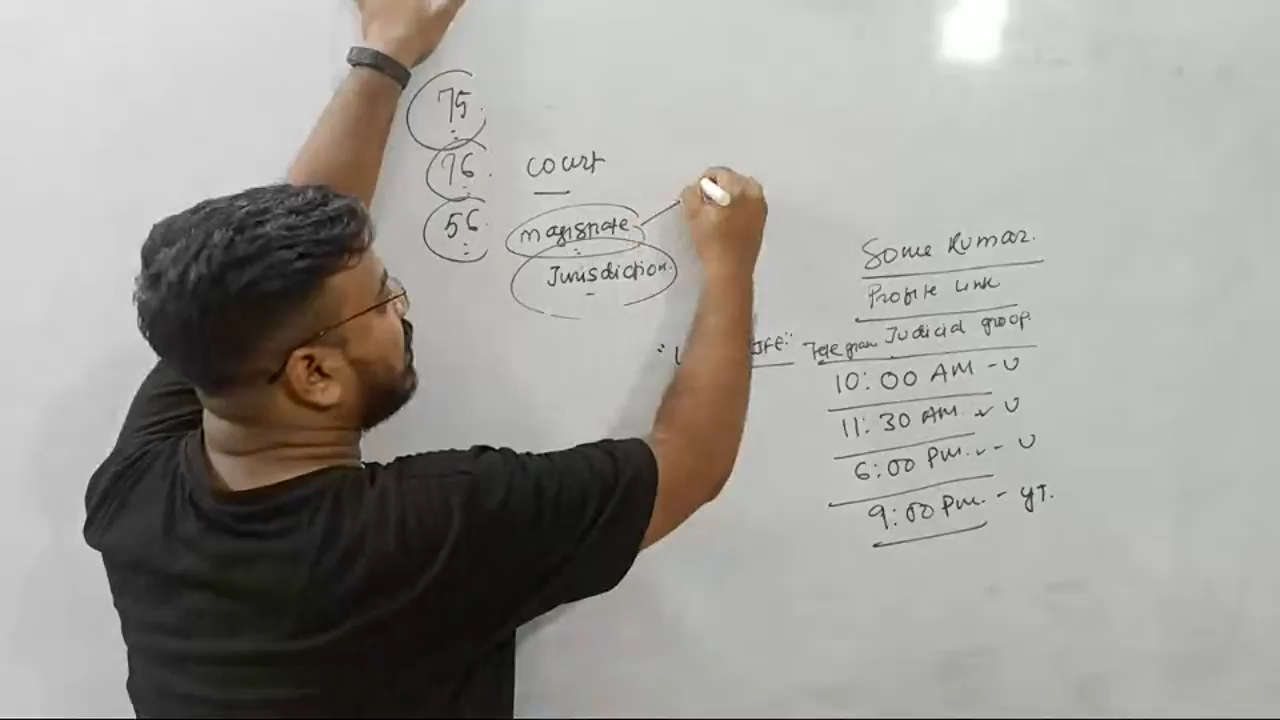 75.
76. court
56. magistrate
Jurisdiction.
Some Kumar.
Profile Link
Telegram Judicial group.
10:00 AM - U
11:30 AM - U
6:00 PM. - U
9:00 PM. - YT.